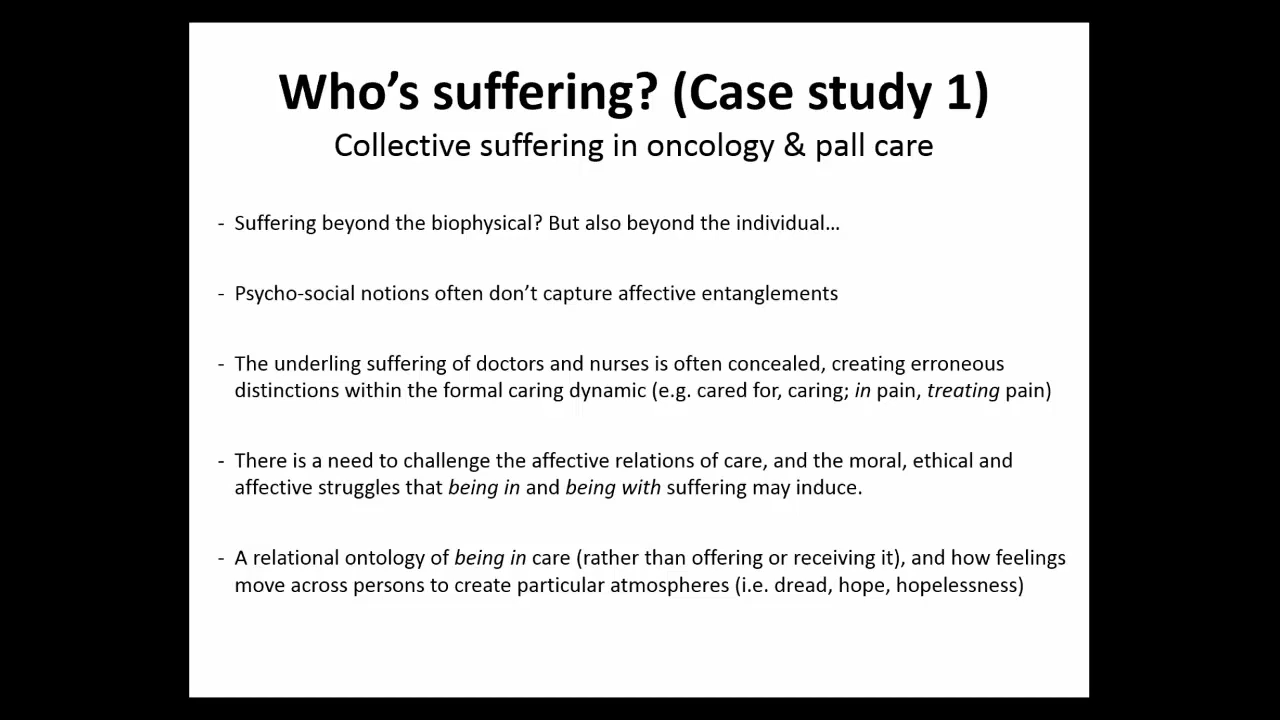 Who’s suffering? (Case study 1)
Collective suffering in oncology & pall care
- Suffering beyond the biophysical? But also beyond the individual…
- Psycho-social notions often don’t capture affective entanglements
- The underling suffering of doctors and nurses is often concealed, creating erroneous
distinctions within the formal caring dynamic (e.g. cared for, caring; in pain, treating pain)
- There is a need to challenge the affective relations of care, and the moral, ethical and
affective struggles that being in and being with suffering may induce.
- A relational ontology of being in care (rather than offering or receiving it), and how feelings
move across persons to create particular atmospheres (i.e. dread, hope, hopelessness)